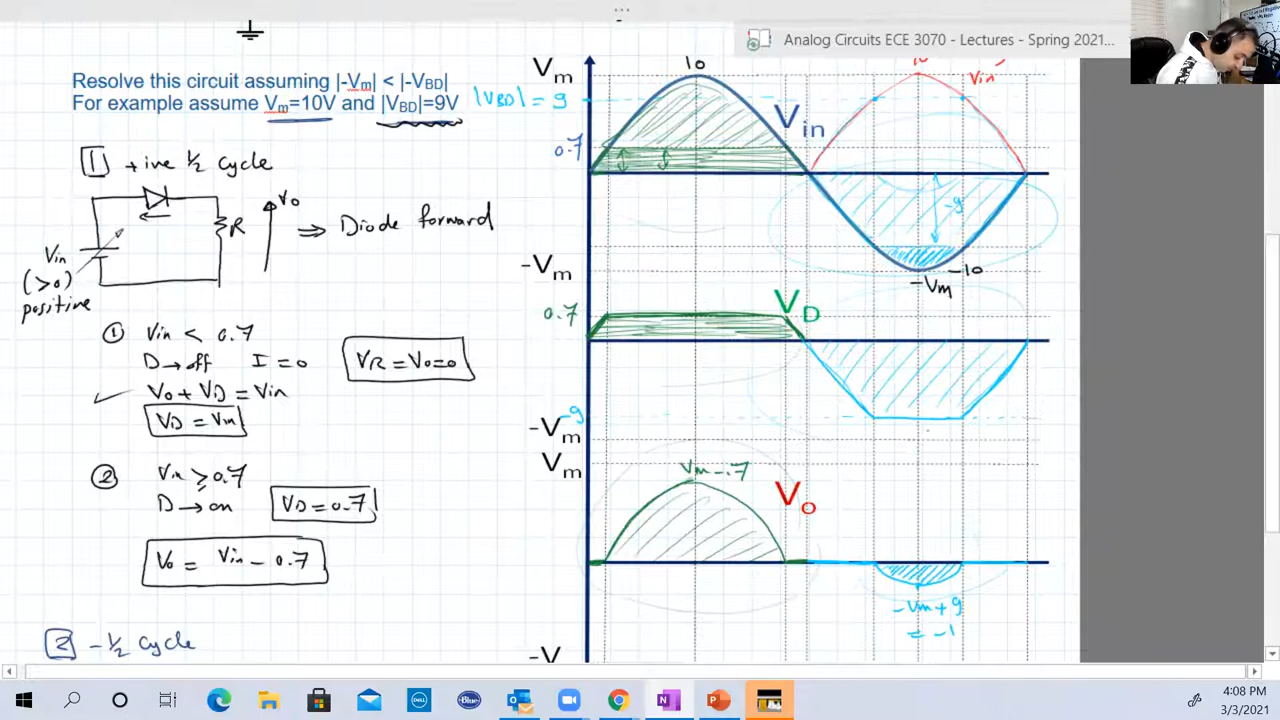 Analog Circuits ECE 3070 - Lectures - Spring 2021...
Resolve this circuit assuming |-Vm| < |-VBD|
For example assume Vm=10V and |VBD|=9V
1 +ive ½ cycle
Vo
R
⇒ Diode forward
Vin
(>0)
positive
① Vin < 0.7
D → off I = 0
VR = Vo = 0
Vo + VD = Vin
VD = Vm
② Vin ≥ 0.7
D → on
VD = 0.7
Vo = Vin - 0.7
2 - ½ cycle
Vm
10
10
Vin
|VBD| = 9
Vin
0.7
-9
-Vm
-10
-Vm
0.7
VD
-9
-Vm
Vm
Vm - .7
Vo
-Vm + 9
= -1
-V
DELL
Blue
4:08 PM
3/3/2021